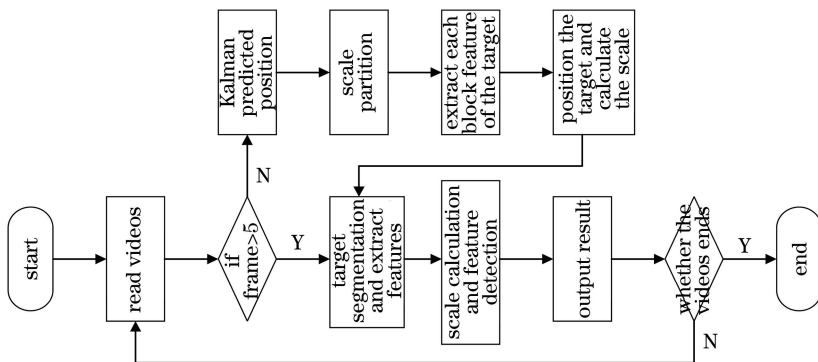 start
read videos
if
frame>5
N
Kalman
predicted
position
scale
partition
extract each
block feature
of the target
position the
target and
calculate
the scale
Y
target
segmentation
and extract
features
scale calculation
and feature
detection
output result
whether the
videos ends
N
Y
end